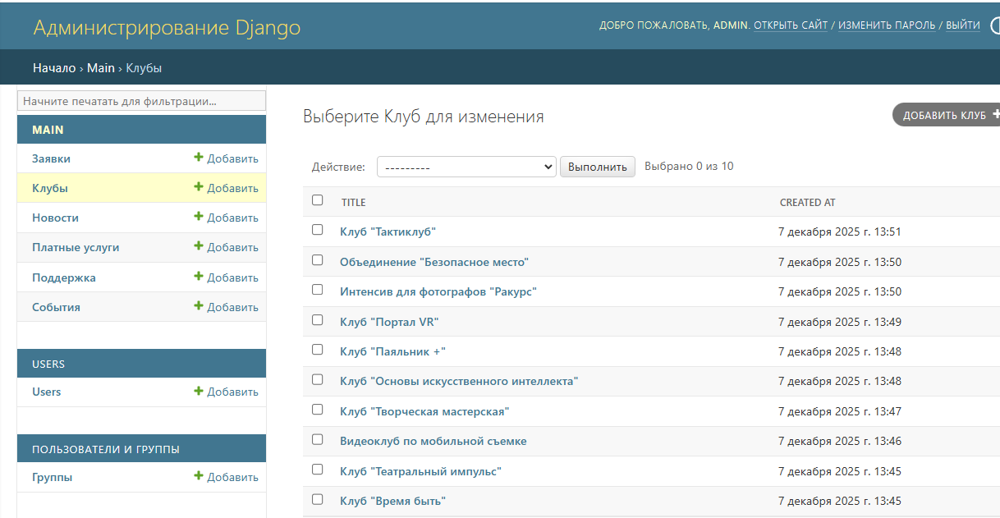 Администрирование Django
ДОБРО ПОЖАЛОВАТЬ, ADMIN. ОТКРЫТЬ САЙТ / ИЗМЕНИТЬ ПАРОЛЬ / ВЫЙТИ
Начало › Main › Клубы
Начните печатать для фильтрации...
MAIN
Заявки Добавить
Клубы Добавить
Новости Добавить
Платные услуги Добавить
Поддержка Добавить
События Добавить
USERS
Users Добавить
ПОЛЬЗОВАТЕЛИ И ГРУППЫ
Группы Добавить
Выберите Клуб для изменения
ДОБАВИТЬ КЛУБ
Действие: --------- Выполнить Выбрано 0 из 10
TITLE CREATED AT
Клуб "Тактиклуб" 7 декабря 2025 г. 13:51
Объединение "Безопасное место" 7 декабря 2025 г. 13:50
Интенсив для фотографов "Ракурс" 7 декабря 2025 г. 13:50
Клуб "Портал VR" 7 декабря 2025 г. 13:49
Клуб "Паяльник +" 7 декабря 2025 г. 13:48
Клуб "Основы искусственного интеллекта" 7 декабря 2025 г. 13:48
Клуб "Творческая мастерская" 7 декабря 2025 г. 13:47
Видеоклуб по мобильной съемке 7 декабря 2025 г. 13:46
Клуб "Театральный импульс" 7 декабря 2025 г. 13:45
Клуб "Время быть" 7 декабря 2025 г. 13:45